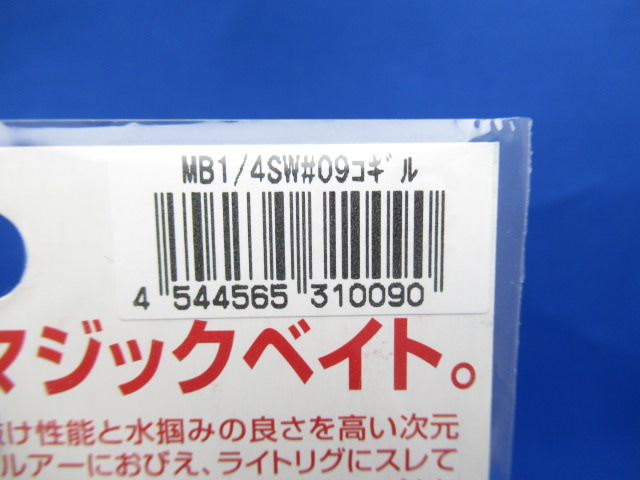 MB1/4SW#09ｺｷﾞﾙ
4 544565 310090
マジックベイト。
け性能と水掴みの良さを高い次元
ルアーにおびえ、ライトリグにスレて